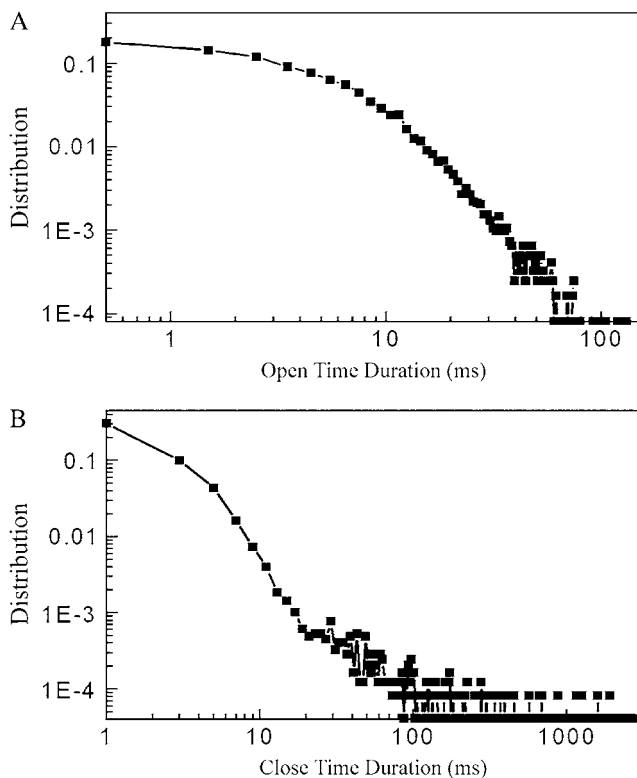 A
0.1
0.01
1E-3
1E-4
Distribution
1
10
100
Open Time Duration (ms)
B
0.1
0.01
1E-3
1E-4
Distribution
1
10
100
1000
Close Time Duration (ms)